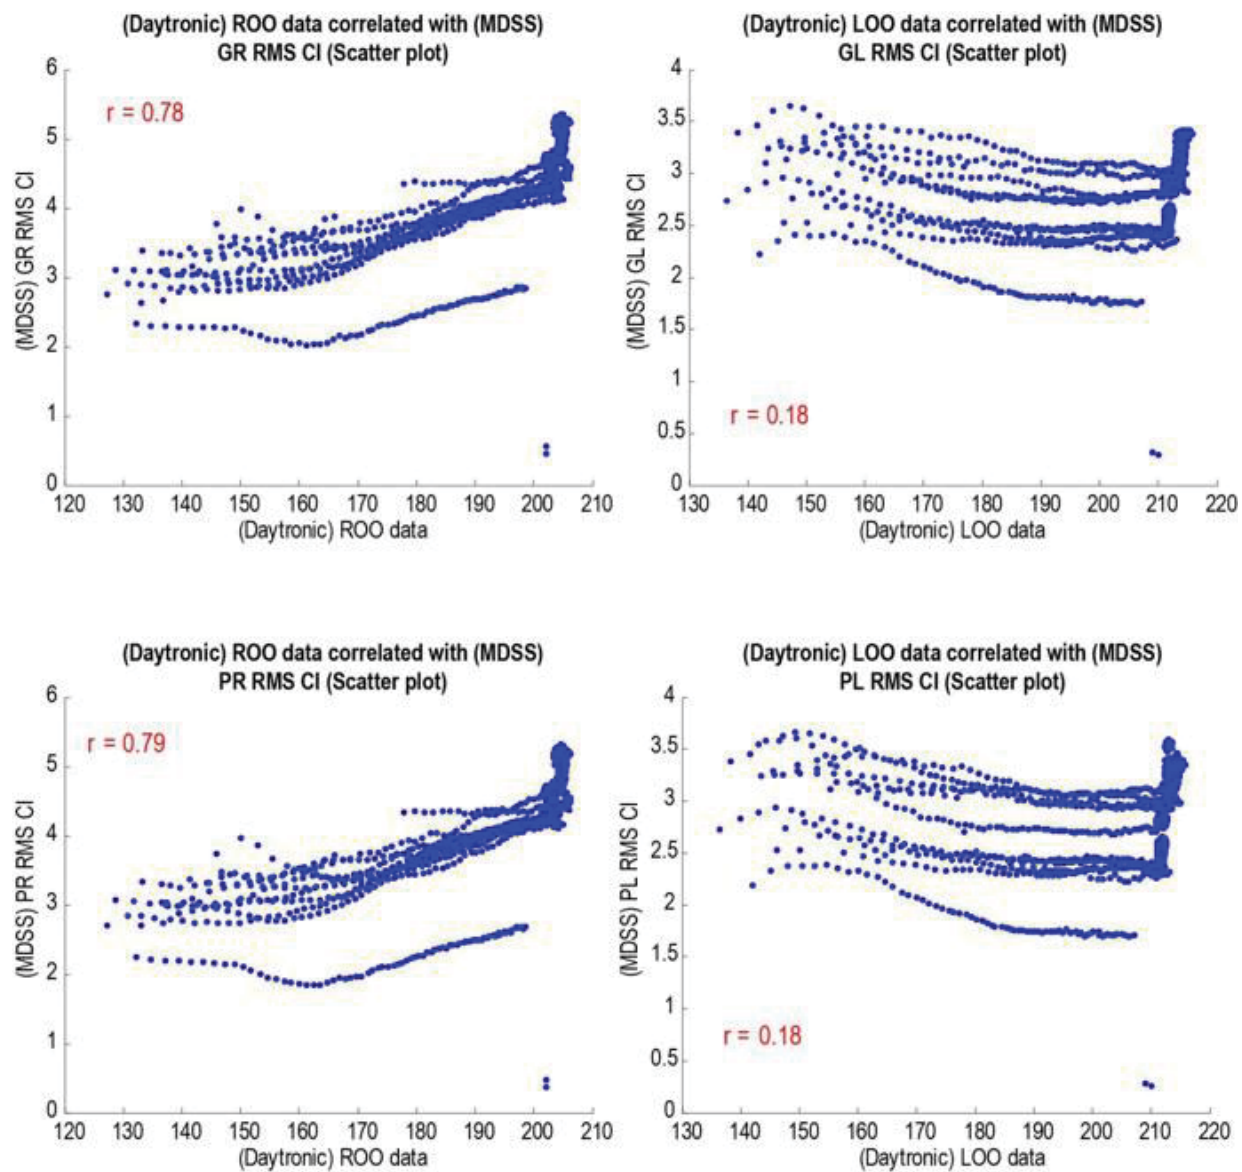 (Daytronic) ROO data correlated with (MDSS)
GR RMS CI (Scatter plot)
6
5
4
3
2
1
0
r = 0.78
(MDSS) GR RMS CI
120 130 140 150 160 170 180 190 200 210
(Daytronic) ROO data
(Daytronic) LOO data correlated with (MDSS)
GL RMS CI (Scatter plot)
4
3.5
3
2.5
2
1.5
1
0.5
0
r = 0.18
(MDSS) GL RMS CI
130 140 150 160 170 180 190 200 210 220
(Daytronic) LOO data
(Daytronic) ROO data correlated with (MDSS)
PR RMS CI (Scatter plot)
6
5
4
3
2
1
0
r = 0.79
(MDSS) PR RMS CI
120 130 140 150 160 170 180 190 200 210
(Daytronic) ROO data
(Daytronic) LOO data correlated with (MDSS)
PL RMS CI (Scatter plot)
4
3.5
3
2.5
2
1.5
1
0.5
0
r = 0.18
(MDSS) PL RMS CI
130 140 150 160 170 180 190 200 210 220
(Daytronic) LOO data